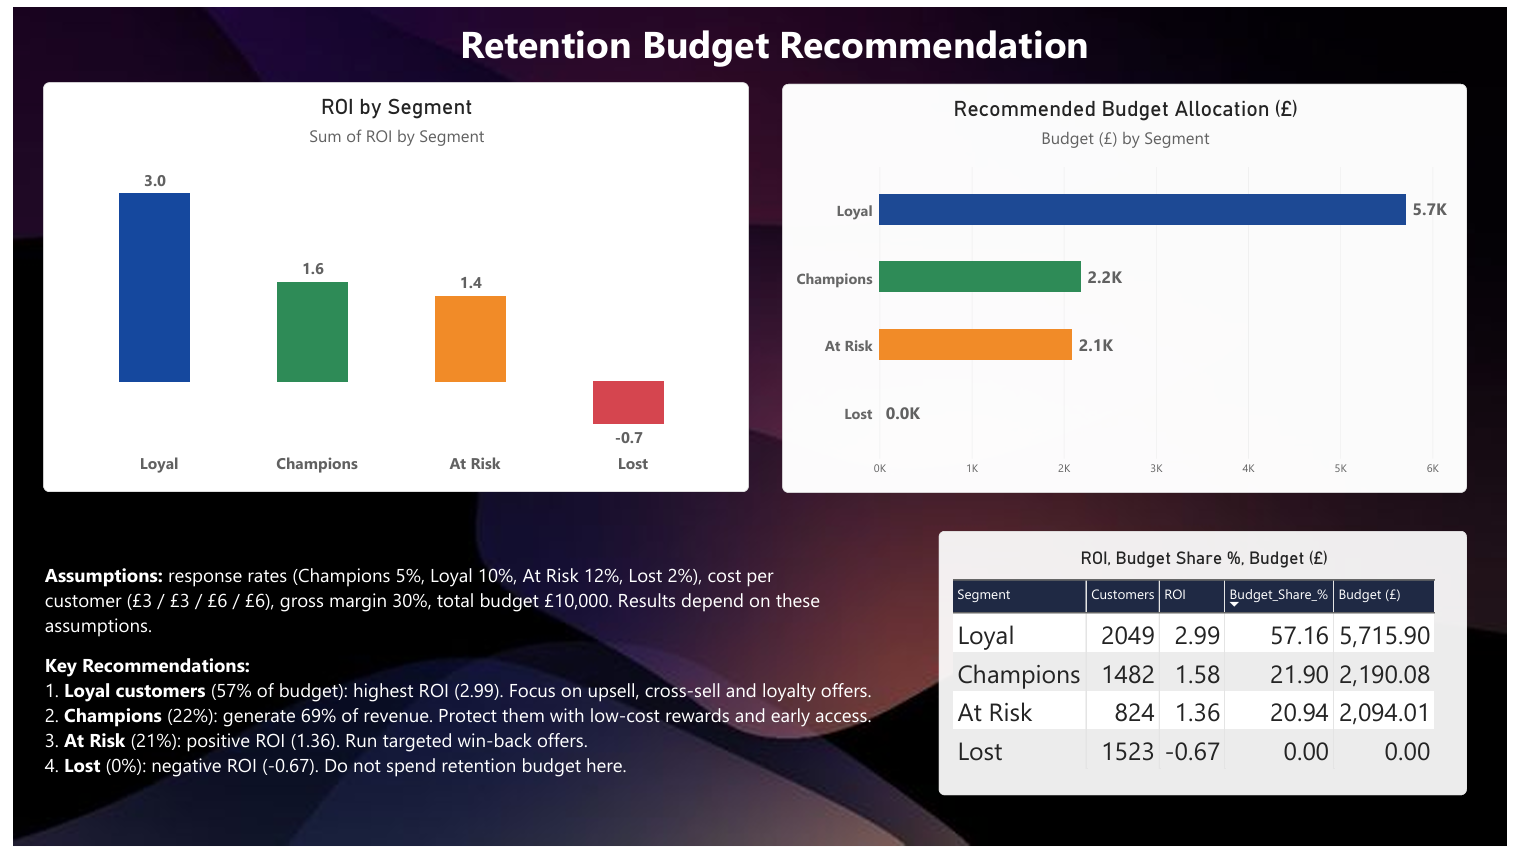 Retention Budget Recommendation
ROI by Segment
Sum of ROI by Segment
3.0
1.6
1.4
-0.7
Loyal
Champions
At Risk
Lost
Recommended Budget Allocation (£)
Budget (£) by Segment
Loyal 5.7K
Champions 2.2K
At Risk 2.1K
Lost 0.0K
0K 1K 2K 3K 4K 5K 6K
Assumptions: response rates (Champions 5%, Loyal 10%, At Risk 12%, Lost 2%), cost per
customer (£3 / £3 / £6 / £6), gross margin 30%, total budget £10,000. Results depend on these
assumptions.
Key Recommendations:
1. Loyal customers (57% of budget): highest ROI (2.99). Focus on upsell, cross-sell and loyalty offers.
2. Champions (22%): generate 69% of revenue. Protect them with low-cost rewards and early access.
3. At Risk (21%): positive ROI (1.36). Run targeted win-back offers.
4. Lost (0%): negative ROI (-0.67). Do not spend retention budget here.
ROI, Budget Share %, Budget (£)
Segment Customers ROI Budget_Share_% Budget (£)
Loyal 2049 2.99 57.16 5,715.90
Champions 1482 1.58 21.90 2,190.08
At Risk 824 1.36 20.94 2,094.01
Lost 1523 -0.67 0.00 0.00